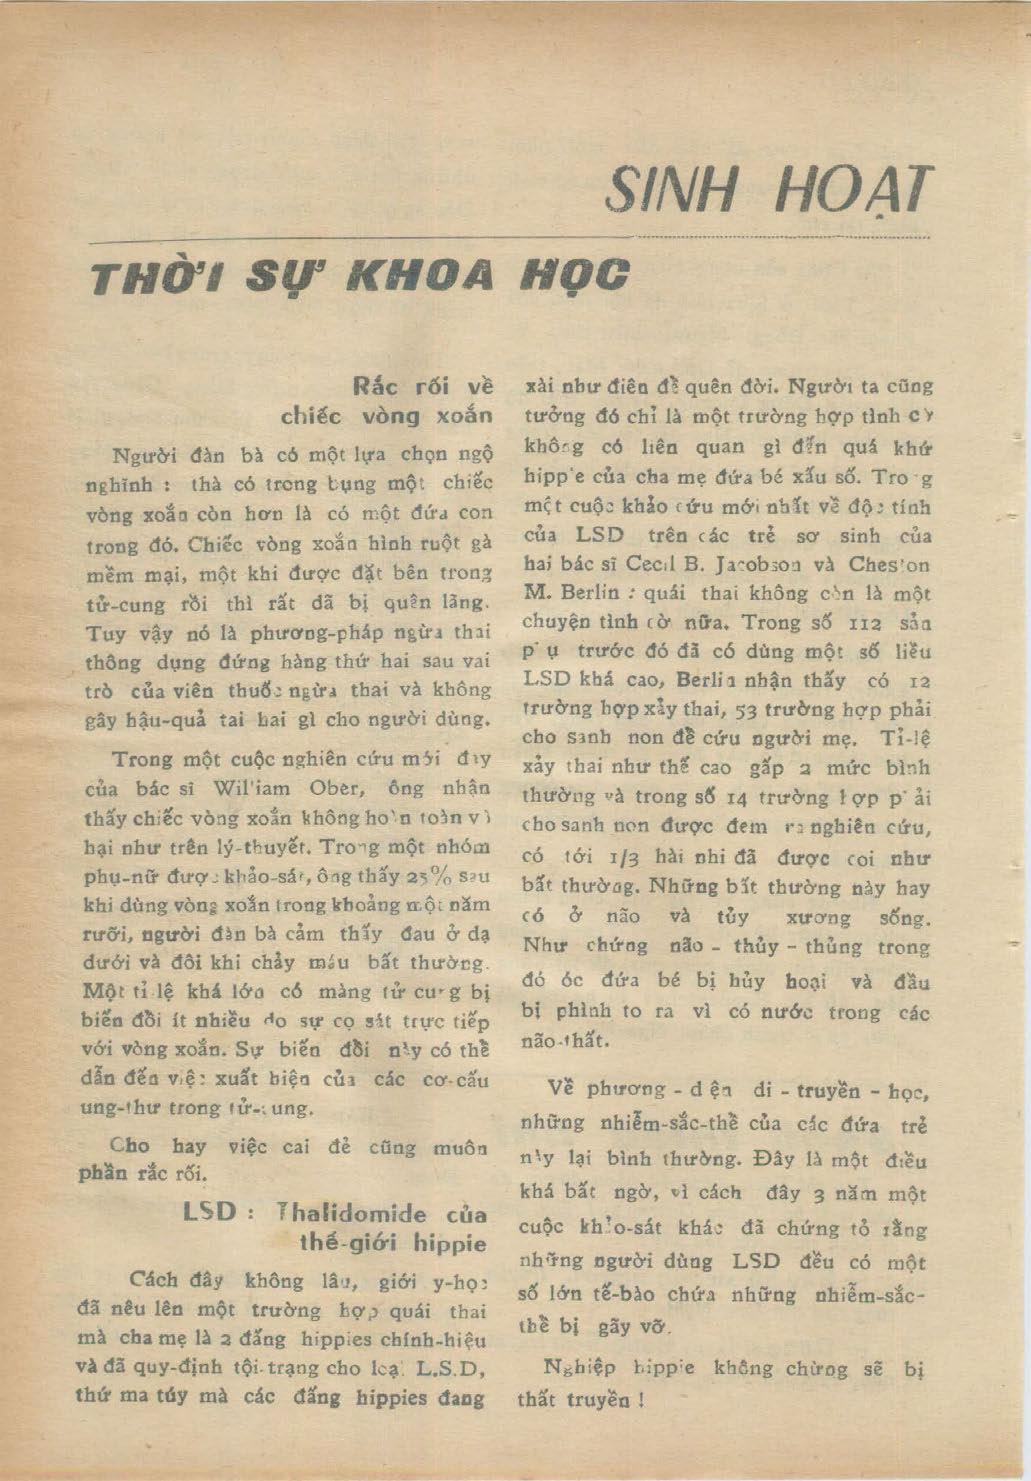 SINH HOẠT
THỜI SỰ KHOA HỌC
Rắc rối về
chiếc vòng xoắn
Người đàn bà có một lựa chọn ngộ
nghĩnh : thà có trong bụng một chiếc
vòng xoắn còn hơn là có một đứa con
trong đó. Chiếc vòng xoắn hình ruột gà
mềm mại, một khi được đặt bên trong
tử-cung rồi thì rất dã bị quên lãng.
Tuy vậy nó là phương-pháp ngừa thai
thông dụng đứng hàng thứ hai sau vai
trò của viên thuốc ngừa thai và không
gây hậu-quả tai hai gì cho người dùng.
Trong một cuộc nghiên cứu mới đây
của bác sĩ William Ober, ông nhận
thấy chiếc vòng xoắn không hoàn toàn vô
hại như trên lý-thuyết. Trong một nhóm
phụ-nữ được khảo-sát, ông thấy 25% sau
khi dùng vòng xoắn trong khoảng một năm
rưỡi, người đàn bà cảm thấy đau ở dạ
dưới và đôi khi chảy máu bất thường.
Một tỉ lệ khá lớn có màng tử cung bị
biến đồi ít nhiều do sự cọ sát trực tiếp
với vòng xoắn. Sự biến đồi này có thề
dẫn đến việc xuất hiện của các cơ-cấu
ung-thư trong tử-cung.
Cho hay việc cai đẻ cũng muôn
phần rắc rối.
LSD : Thalidomide của
thế-giới hippie
Cách đây không lâu, giới y-học
đã nêu lên một trường hợp quái thai
mà cha mẹ là 2 đấng hippies chính-hiệu
và đã quy-định tội-trạng cho loại L.S.D,
thứ ma túy mà các đấng hippies đang
xài như điên đề quên đời. Người ta cũng
tưởng đó chỉ là một trường hợp tình cờ
không có liên quan gì đến quá khứ
hippie của cha mẹ đứa bé xấu số. Trong
một cuộc khảo cứu mới nhất về độc tính
của LSD trên các trẻ sơ sinh của
hai bác sĩ Cecil B. Jacobson và Cheston
M. Berlin : quái thai không còn là một
chuyện tình cờ nữa. Trong số 112 sản
phụ trước đó đã có dùng một số liều
LSD khá cao, Berlin nhận thấy có 12
trường hợp xảy thai, 53 trường hợp phải
cho sanh non đề cứu người mẹ. Tỉ-lệ
xảy thai như thế cao gấp 2 mức bình
thường và trong số 14 trường hợp phải
cho sanh non được đem ra nghiên cứu,
có tới 1/3 hài nhi đã được coi như
bất thường. Những bất thường này hay
có ở não và tủy xương sống.
Như chứng não - thủy - thủng trong
đó óc đứa bé bị hủy hoại và đầu
bị phình to ra vì có nước trong các
não-thất.
Về phương - diện di - truyền - học,
những nhiễm-sắc-thề của các đứa trẻ
này lại bình thường. Đây là một điều
khá bất ngờ, vì cách đây 3 năm một
cuộc khảo-sát khác đã chứng tỏ rằng
những người dùng LSD đều có một
số lớn tế-bào chứa những nhiễm-sắc-
thề bị gãy vỡ.
Nghiệp hippie không chừng sẽ bị
thất truyền !